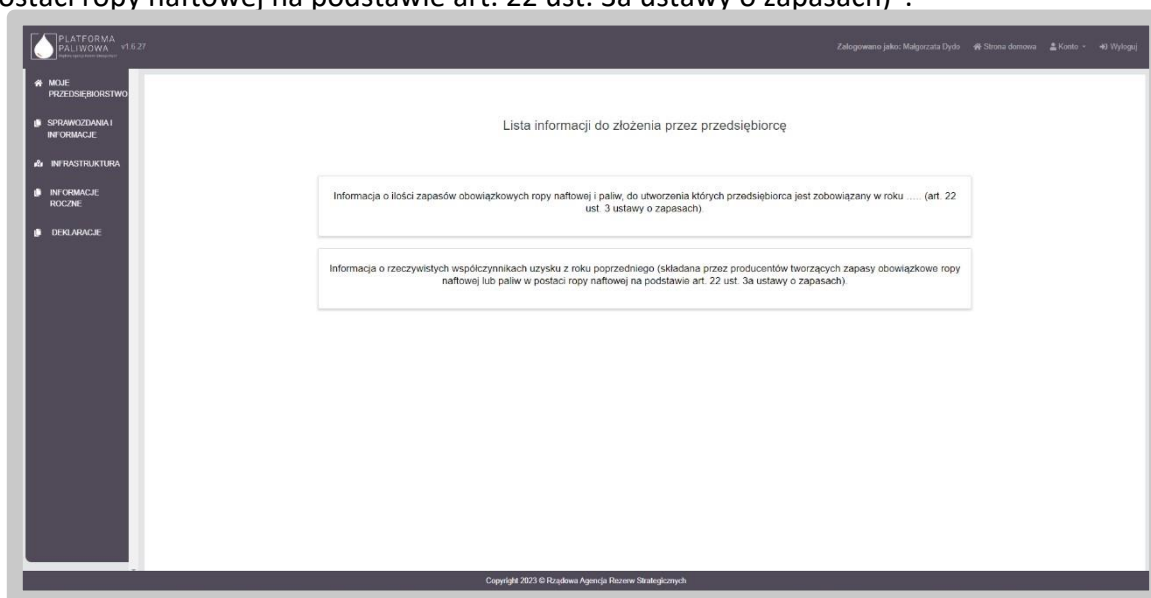 ostaci ropy naftowej na podstawie art. 22 ust. 3a ustawy o zapasach)”.
PLATFORMA
PALIWOWA v1.6.27
Zalogowano jako: Małgorzata Dydo Strona domowa Konto Wyloguj
MOJE
PRZEDSIĘBIORSTWO
SPRAWOZDANIA I
INFORMACJE
INFRASTRUKTURA
INFORMACJE
ROCZNE
DEKLARACJE
Lista informacji do złożenia przez przedsiębiorcę
Informacja o ilości zapasów obowiązkowych ropy naftowej i paliw, do utworzenia których przedsiębiorca jest zobowiązany w roku ..... (art. 22
ust. 3 ustawy o zapasach).
Informacja o rzeczywistych współczynnikach uzysku z roku poprzedniego (składana przez producentów tworzących zapasy obowiązkowe ropy
naftowej lub paliw w postaci ropy naftowej na podstawie art. 22 ust. 3a ustawy o zapasach).
Copyright 2023 © Rządowa Agencja Rezerw Strategicznych